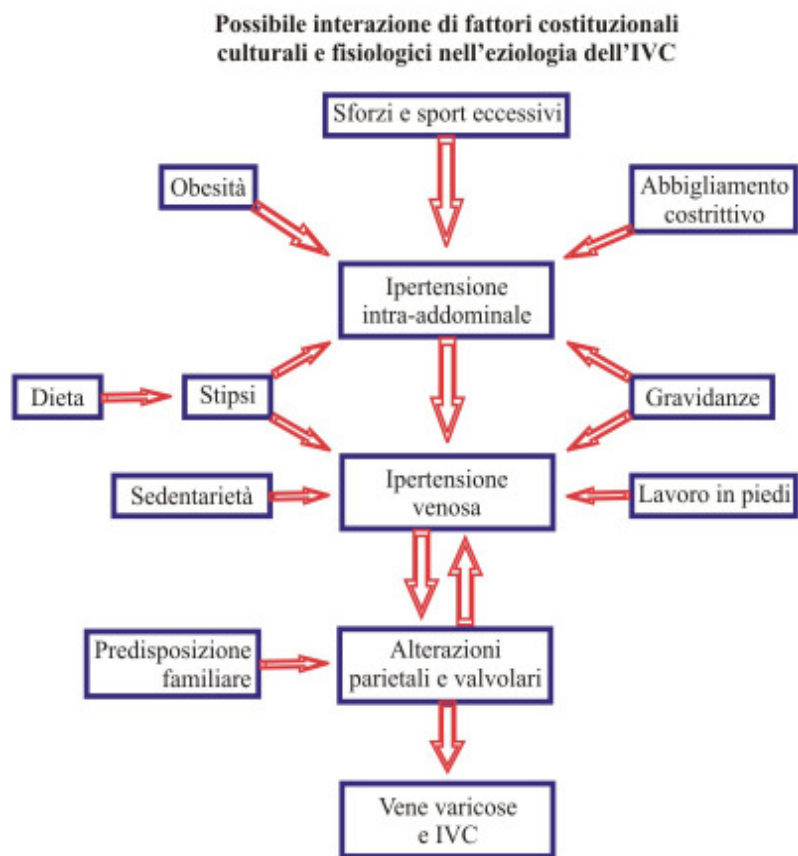 Possibile interazione di fattori costituzionali
culturali e fisiologici nell'eziologia dell'IVC
Sforzi e sport eccessivi
Obesità
Abbigliamento
costrittivo
Ipertensione
intra-addominale
Dieta
Stipsi
Gravidanze
Sedentarietà
Ipertensione
venosa
Lavoro in piedi
Predisposizione
familiare
Alterazioni
parietali e valvolari
Vene varicose
e IVC